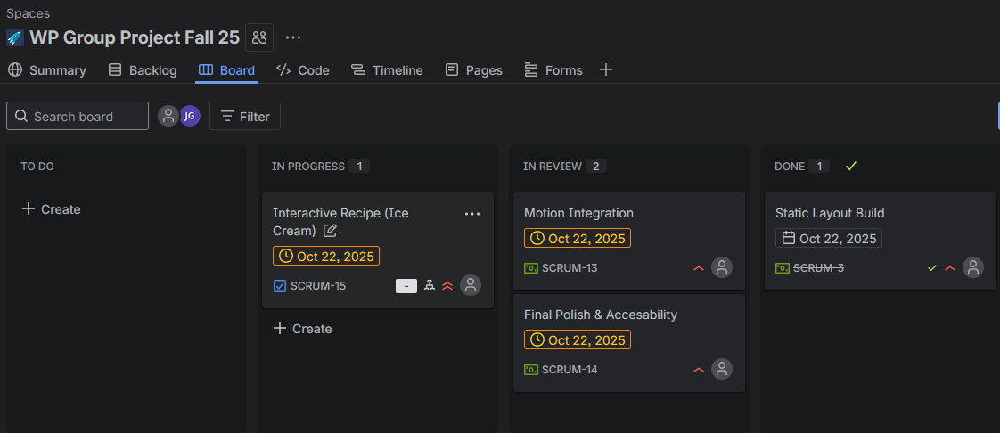 Spaces
WP Group Project Fall 25
Summary
Backlog
Board
Code
Timeline
Pages
Forms
Search board
JG
Filter
TO DO
Create
IN PROGRESS 1
Interactive Recipe (Ice
Cream)
Oct 22, 2025
SCRUM-15
-
Create
IN REVIEW 2
Motion Integration
Oct 22, 2025
SCRUM-13
Final Polish & Accesability
Oct 22, 2025
SCRUM-14
DONE 1
Static Layout Build
Oct 22, 2025
SCRUM-3